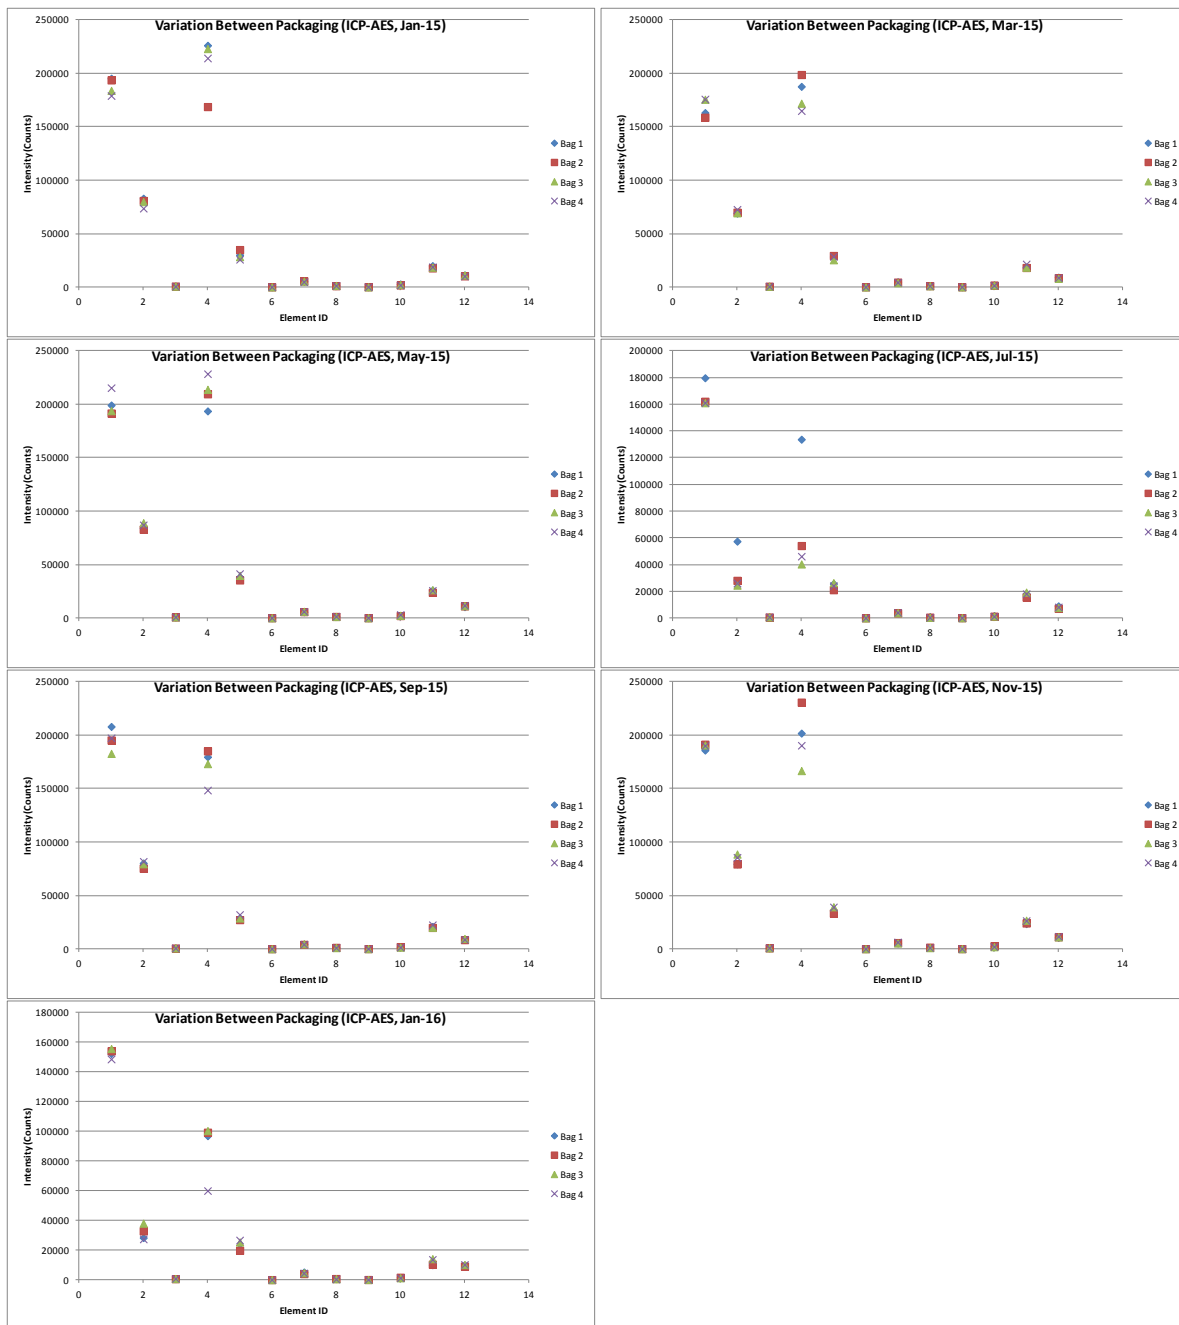 Variation Between Packaging (ICP-AES, Jan-15)
250000
200000
150000
100000
50000
0
Intensity (Counts)
0 2 4 6 8 10 12 14
Element ID
Bag 1
Bag 2
Bag 3
Bag 4
Variation Between Packaging (ICP-AES, Mar-15)
250000
200000
150000
100000
50000
0
Intensity (Counts)
0 2 4 6 8 10 12 14
Element ID
Bag 1
Bag 2
Bag 3
Bag 4
Variation Between Packaging (ICP-AES, May-15)
250000
200000
150000
100000
50000
0
Intensity (Counts)
0 2 4 6 8 10 12 14
Element ID
Bag 1
Bag 2
Bag 3
Bag 4
Variation Between Packaging (ICP-AES, Jul-15)
200000
180000
160000
140000
120000
100000
80000
60000
40000
20000
0
Intensity (Counts)
0 2 4 6 8 10 12 14
Element ID
Bag 1
Bag 2
Bag 3
Bag 4
Variation Between Packaging (ICP-AES, Sep-15)
250000
200000
150000
100000
50000
0
Intensity (Counts)
0 2 4 6 8 10 12 14
Element ID
Bag 1
Bag 2
Bag 3
Bag 4
Variation Between Packaging (ICP-AES, Nov-15)
250000
200000
150000
100000
50000
0
Intensity (Counts)
0 2 4 6 8 10 12 14
Element ID
Bag 1
Bag 2
Bag 3
Bag 4
Variation Between Packaging (ICP-AES, Jan-16)
180000
160000
140000
120000
100000
80000
60000
40000
20000
0
Intensity (Counts)
0 2 4 6 8 10 12 14
Element ID
Bag 1
Bag 2
Bag 3
Bag 4